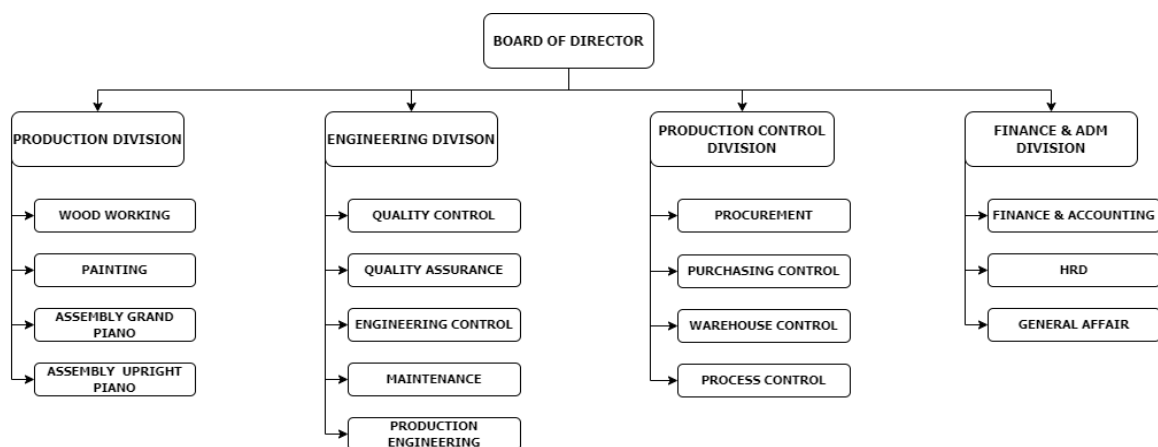 BOARD OF DIRECTOR
PRODUCTION DIVISION
WOOD WORKING
PAINTING
ASSEMBLY GRAND
PIANO
ASSEMBLY UPRIGHT
PIANO
ENGINEERING DIVISON
QUALITY CONTROL
QUALITY ASSURANCE
ENGINEERING CONTROL
MAINTENANCE
PRODUCTION
ENGINEERING
PRODUCTION CONTROL
DIVISION
PROCUREMENT
PURCHASING CONTROL
WAREHOUSE CONTROL
PROCESS CONTROL
FINANCE & ADM
DIVISION
FINANCE & ACCOUNTING
HRD
GENERAL AFFAIR